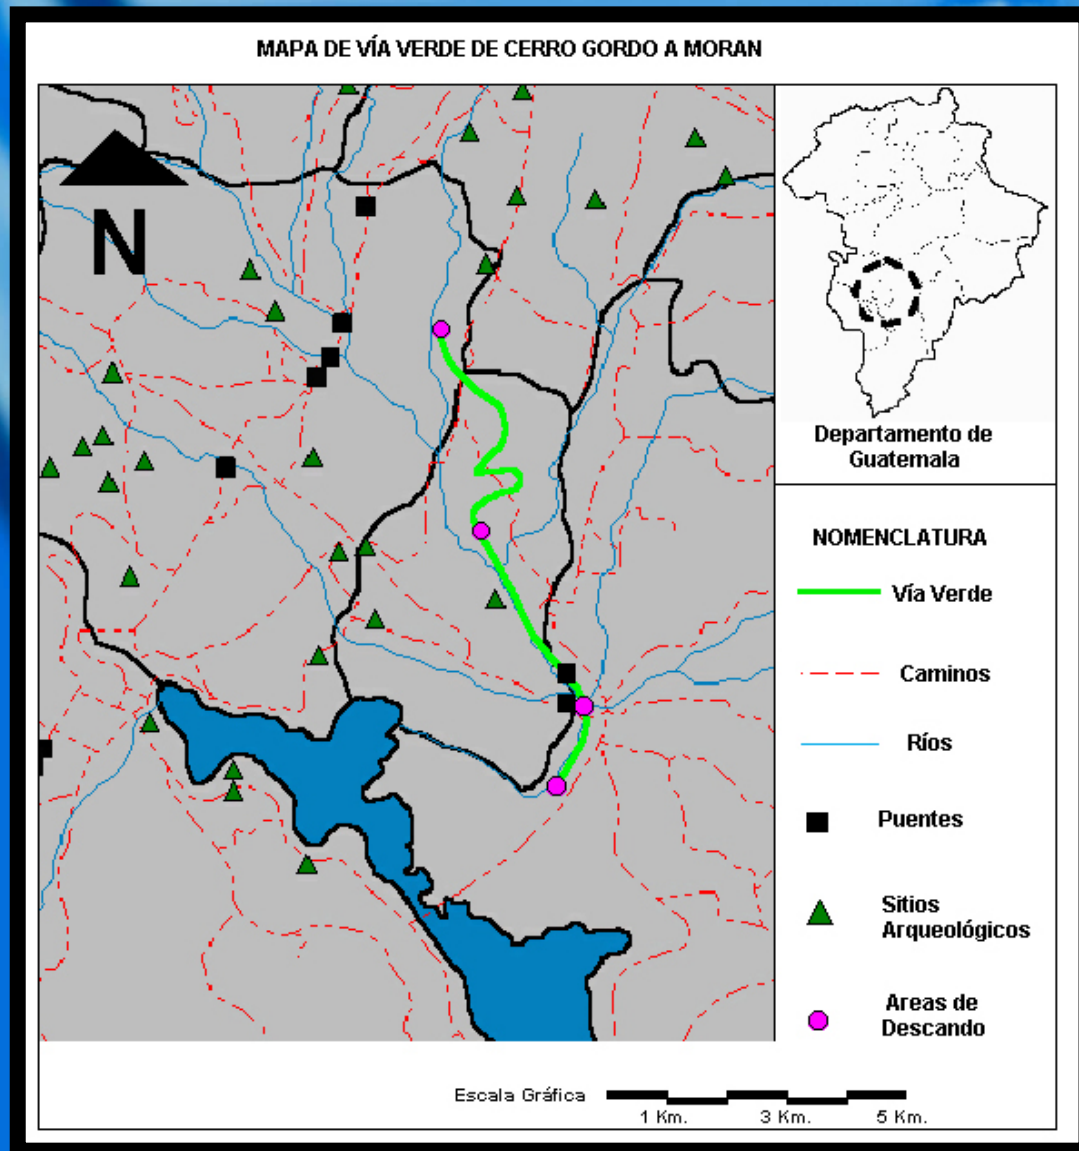 MAPA DE VÍA VERDE DE CERRO GORDO A MORAN
N
Departamento de
Guatemala
NOMENCLATURA
Vía Verde
Caminos
Ríos
Puentes
Sitios
Arqueológicos
Areas de
Descando
Escala Gráfica
1 Km. 3 Km. 5 Km.